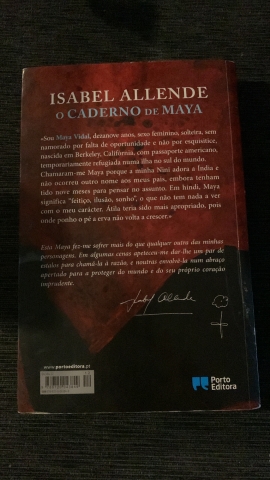 ISABEL ALLENDE
O CADERNO DE MAYA
«Sou Maya Vidal, dezanove anos, sexo feminino, solteira, sem
namorado por falta de oportunidade e não por esquisitice,
nascida em Berkeley, Califórnia, com passaporte americano,
temporariamente refugiada numa ilha no sul do mundo.
Chamaram-me Maya porque a minha Nini adora a Índia e
não ocorreu outro nome aos meus pais, embora tenham
tido nove meses para pensar no assunto. Em hindi, Maya
significa "feitiço, ilusão, sonho", o que não tem nada a ver
com o meu carácter. Átila teria sido mais apropriado, pois
onde ponho o pé a erva não volta a crescer.»
Esta Maya fez-me sofrer mais do que qualquer outra das minhas
personagens. Em algumas cenas apeteceu-me dar-lhe um par de
estalos para chamá-la à razão, e noutras envolvê-la num abraço
apertado para a proteger do mundo e do seu próprio coração
imprudente.
Isabel Allende
www.portoeditora.pt
Porto
Editora